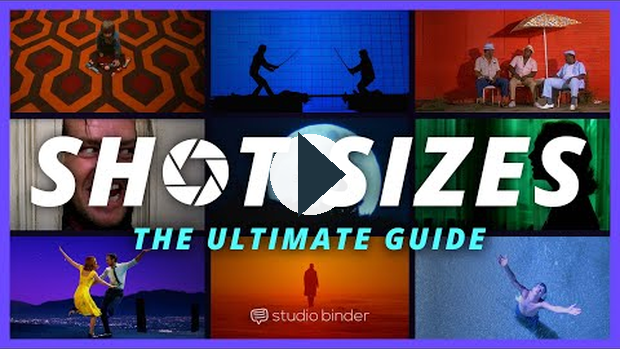 SHOT SIZES
THE ULTIMATE GUIDE
studio binder